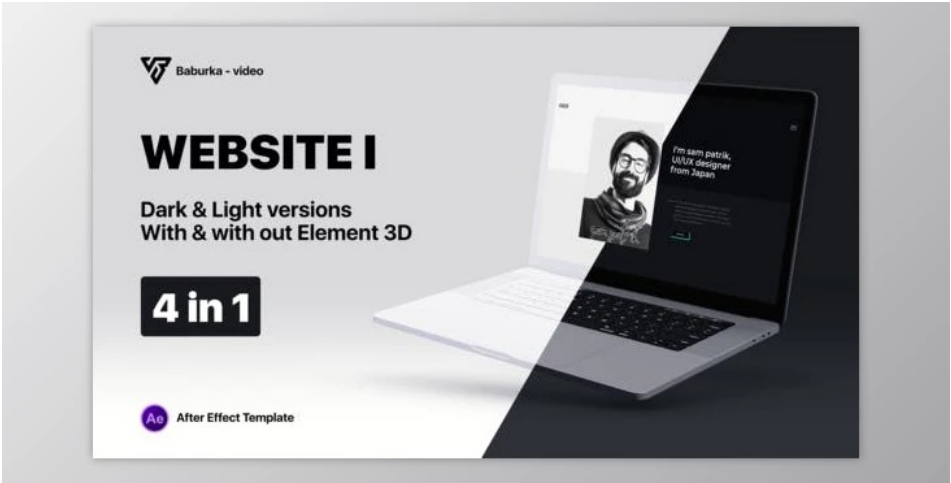 Baburka - video
WEBSITE I
Dark & Light versions
With & with out Element 3D
4 in 1
Ae
After Effect Template
I'm sam patrik,
UI/UX designer
from Japan